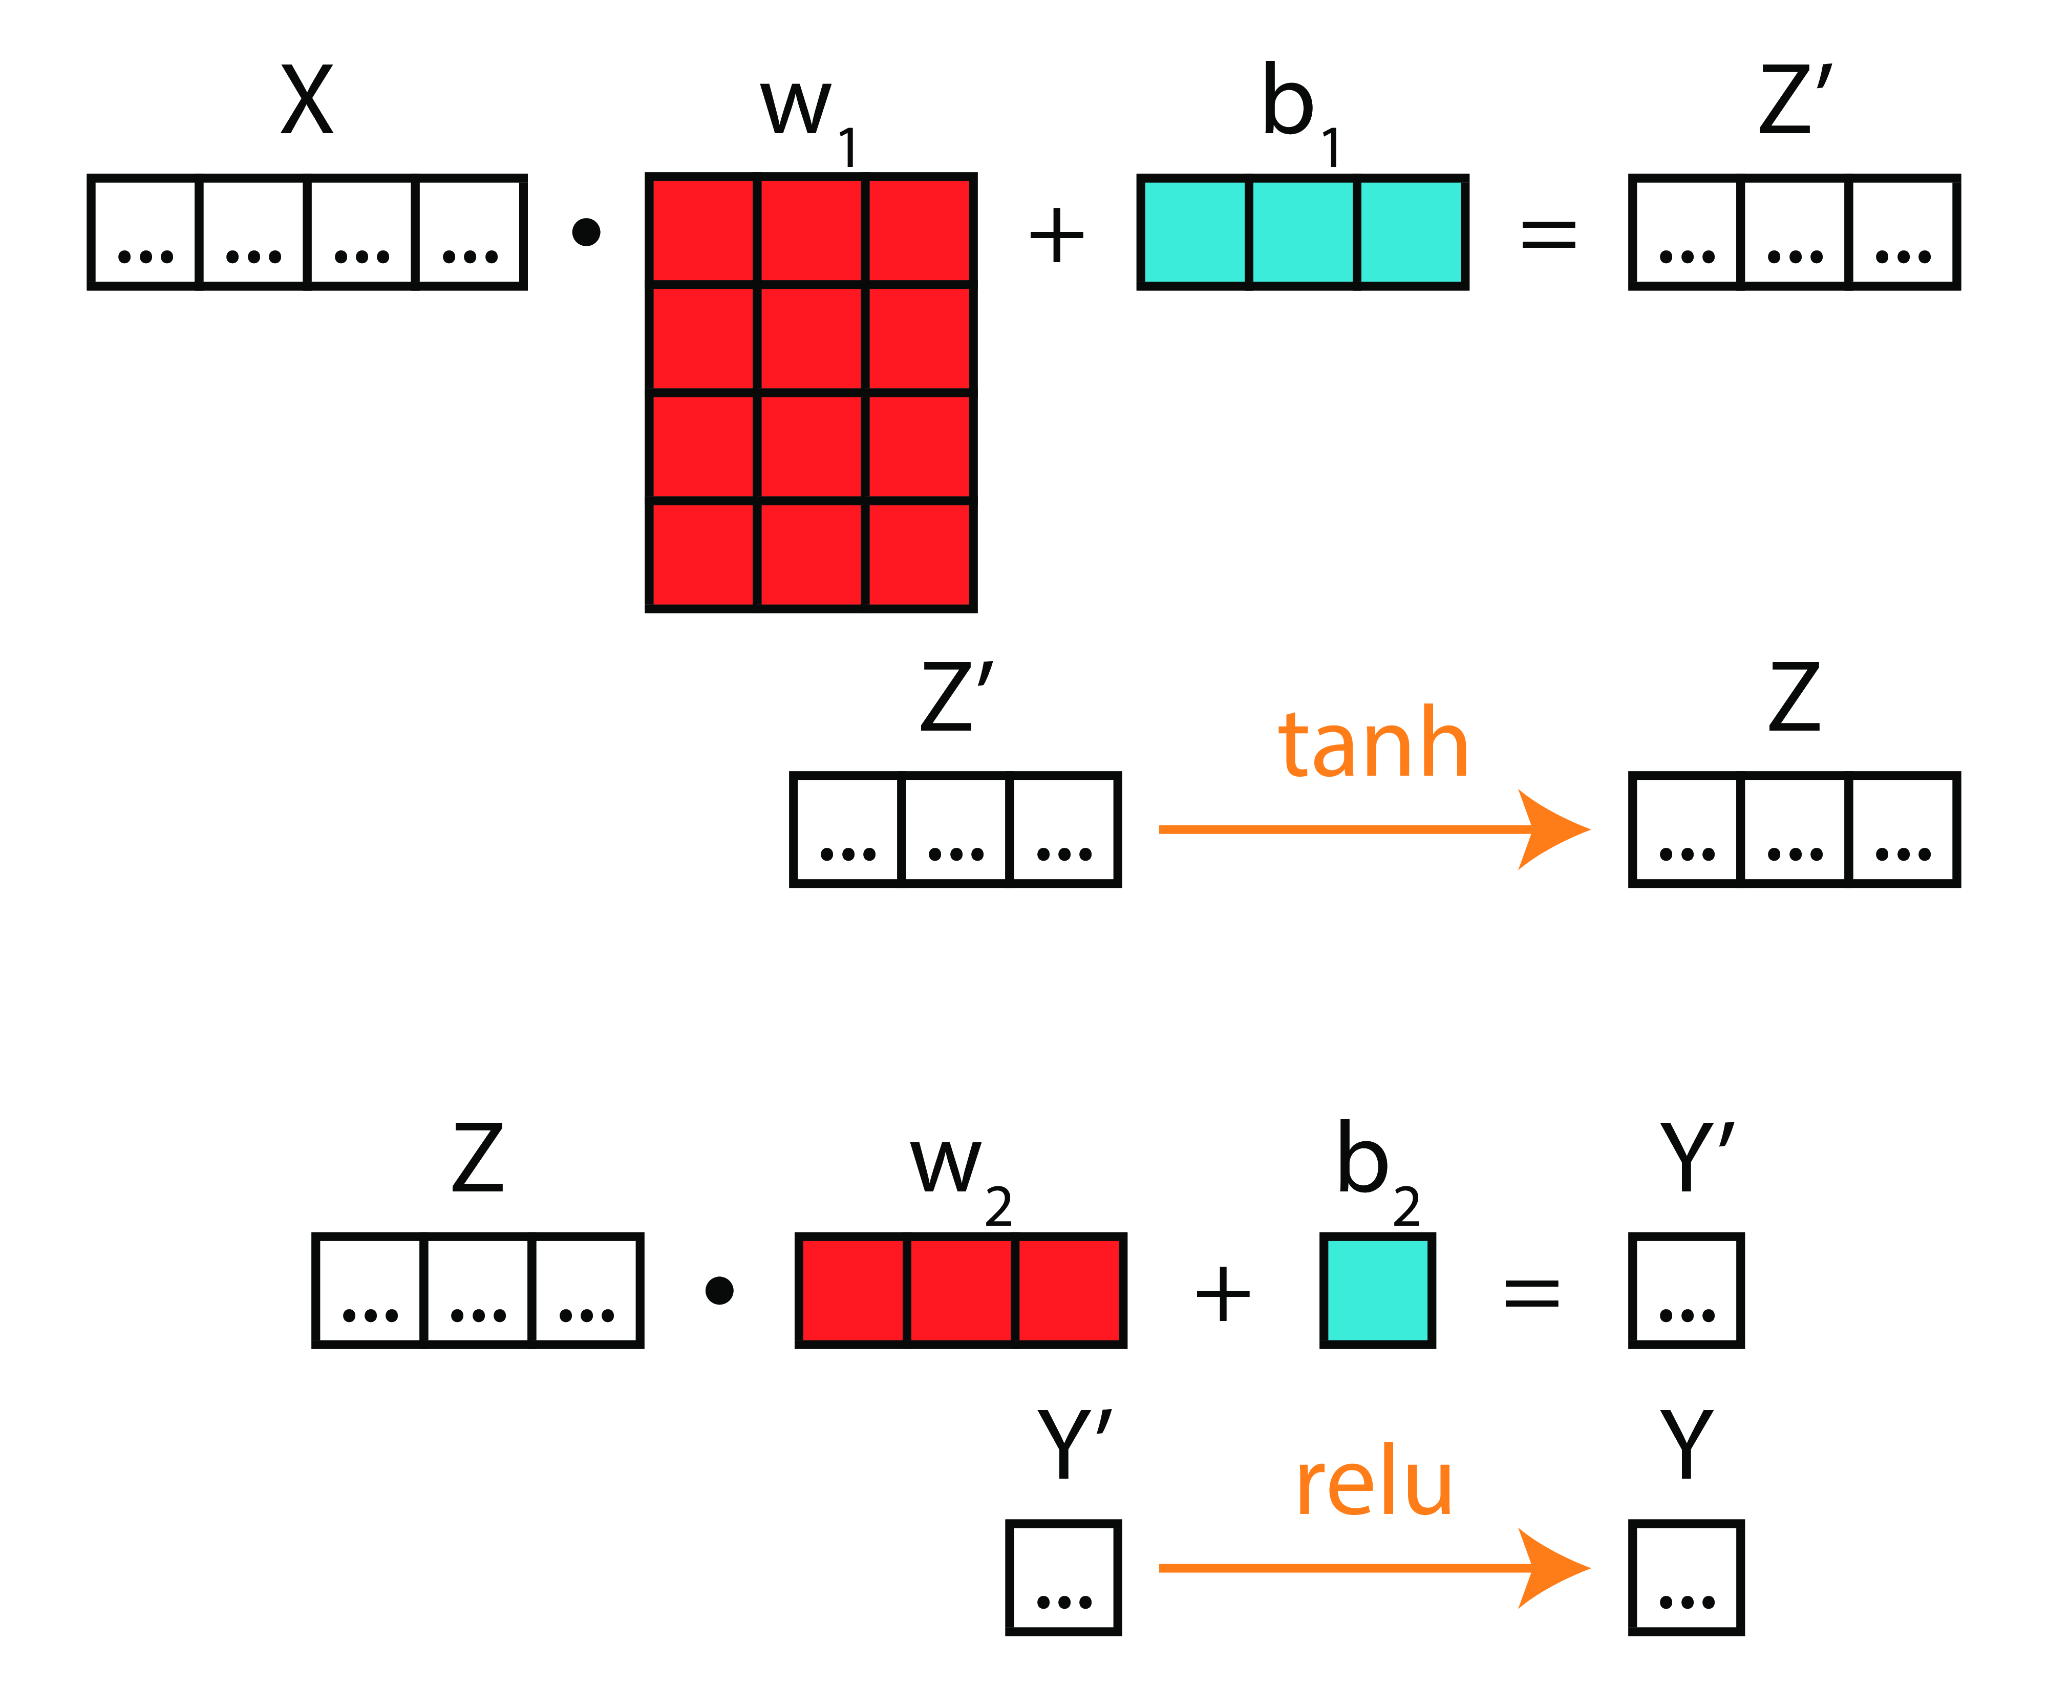 X w₁ b₁ Z’
... ... ... ... • + = ... ... ...
Z’ tanh Z
... ... ... ... ... ...
Z w₂ b₂ Y’
... ... ... • + = ...
Y’ relu Y
... ...